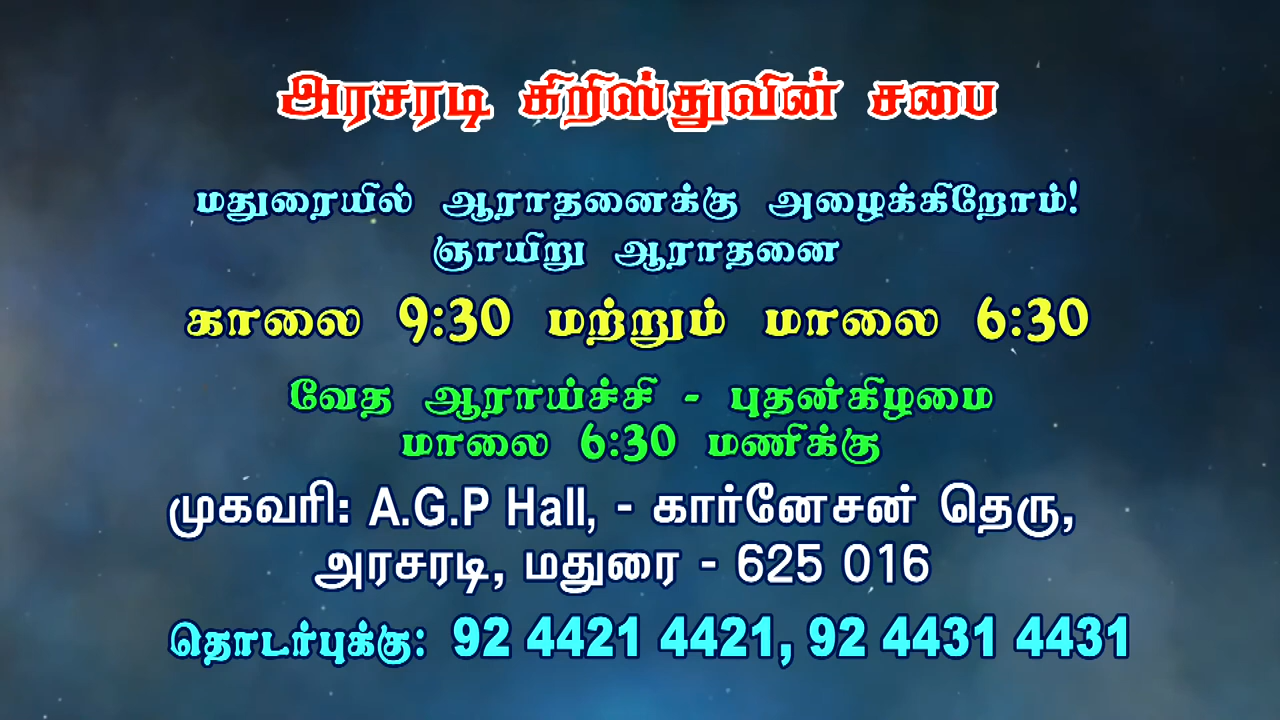 அரசரடி கிறிஸ்துவின் சபை
மதுரையில் ஆராதனைக்கு அழைக்கிறோம்!
ஞாயிறு ஆராதனை
காலை 9:30 மற்றும் மாலை 6:30
வேத ஆராய்ச்சி - புதன்கிழமை
மாலை 6:30 மணிக்கு
முகவரி: A.G.P Hall, - கார்னேசன் தெரு,
அரசரடி, மதுரை - 625 016
தொடர்புக்கு: 92 4421 4421, 92 4431 4431